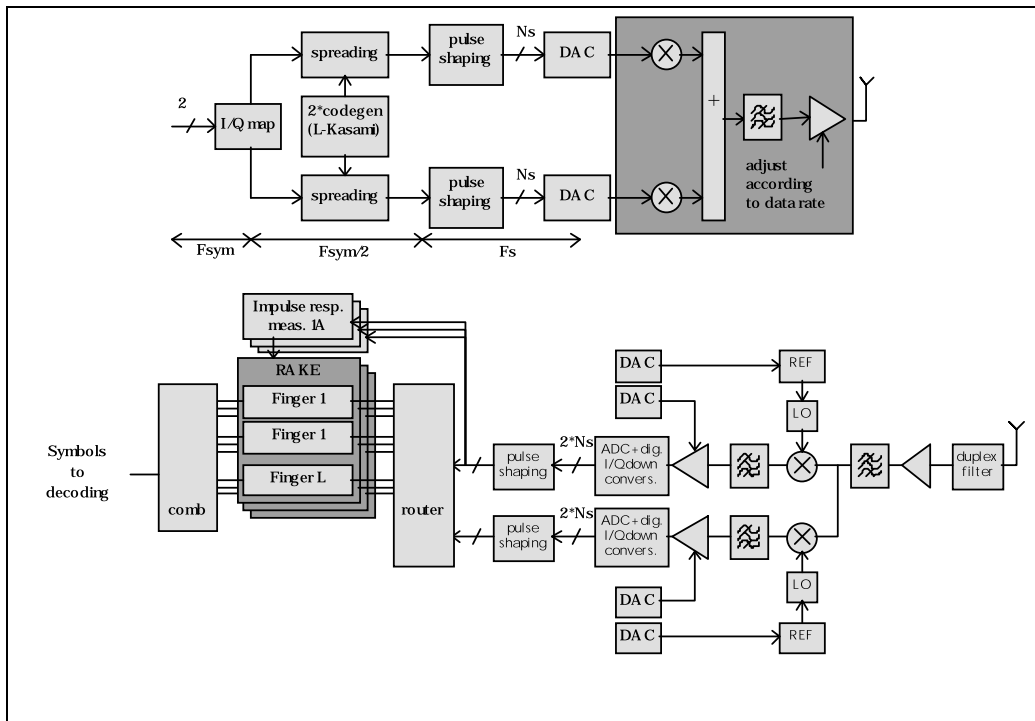 2
I/Q map
spreading
2*codegen
(L-Kasami)
spreading
pulse
shaping
pulse
shaping
Ns
Ns
DAC
DAC
+
adjust
according
to data rate
Fsym
Fsym/2
Fs
Impulse resp.
meas. 1A
RAKE
Finger 1
Finger 1
Finger L
Symbols
to
decoding
comb
router
pulse
shaping
pulse
shaping
2*Ns
2*Ns
ADC+dig.
I/Qdown
convers.
ADC+dig.
I/Qdown
convers.
DAC
DAC
REF
LO
duplex
filter
LO
DAC
DAC
REF